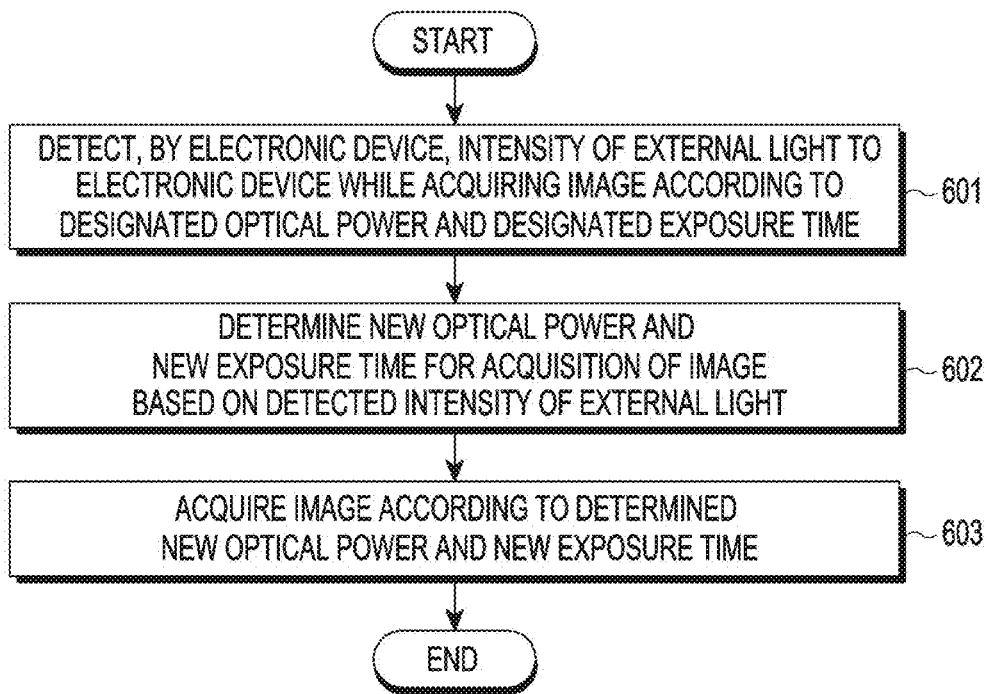 START
DETECT, BY ELECTRONIC DEVICE, INTENSITY OF EXTERNAL LIGHT TO
ELECTRONIC DEVICE WHILE ACQUIRING IMAGE ACCORDING TO
DESIGNATED OPTICAL POWER AND DESIGNATED EXPOSURE TIME
601
DETERMINE NEW OPTICAL POWER AND
NEW EXPOSURE TIME FOR ACQUISITION OF IMAGE
BASED ON DETECTED INTENSITY OF EXTERNAL LIGHT
602
ACQUIRE IMAGE ACCORDING TO DETERMINED
NEW OPTICAL POWER AND NEW EXPOSURE TIME
603
END